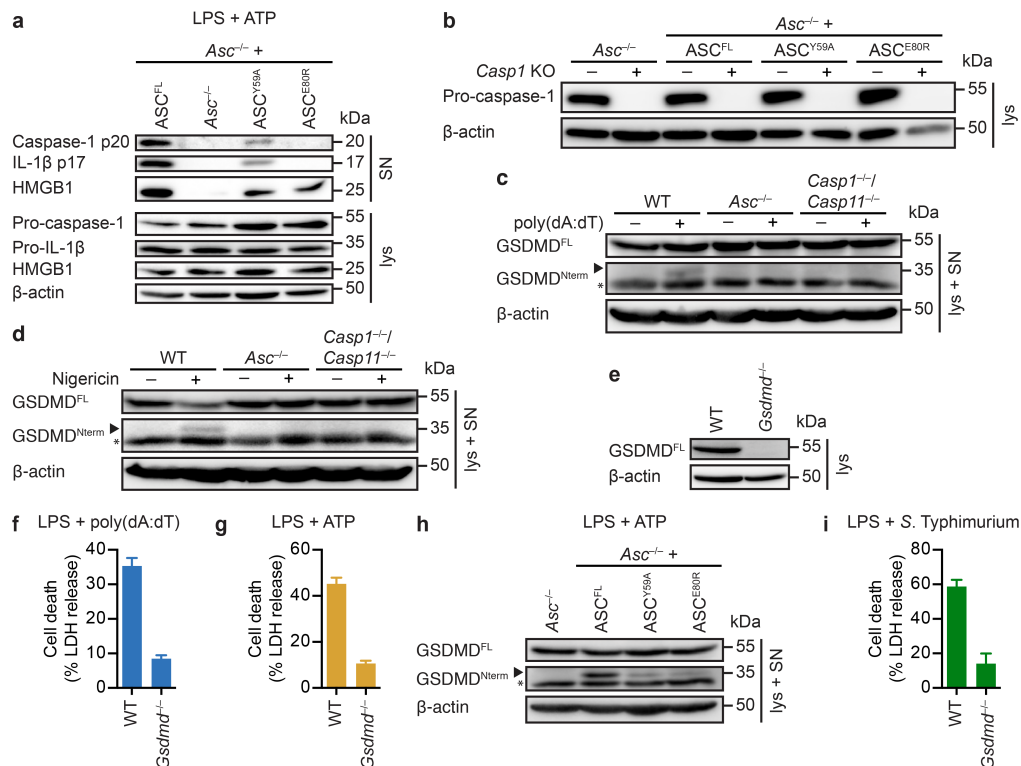 a
LPS + ATP
Asc–/– +
ASCFL
Asc–/–
ASCY59A
ASCE80R
kDa
Caspase-1 p20
20
IL-1β p17
17
HMGB1
25
SN
Pro-caspase-1
55
Pro-IL-1β
35
HMGB1
25
β-actin
50
lys
b
Asc–/– +
Asc–/–
ASCFL
ASCY59A
ASCE80R
kDa
Casp1 KO
– + – + – + – +
Pro-caspase-1
55
β-actin
50
lys
c
WT
Asc–/–
Casp1–/–/
Casp11–/–
kDa
poly(dA:dT)
– + – + – +
GSDMDFL
55
GSDMDNterm
*
35
β-actin
50
lys + SN
d
WT
Asc–/–
Casp1–/–/
Casp11–/–
kDa
Nigericin
– + – + – +
GSDMDFL
55
GSDMDNterm
*
35
β-actin
50
lys + SN
e
WT
Gsdmd–/–
kDa
GSDMDFL
55
β-actin
50
lys
f
LPS + poly(dA:dT)
Cell death
(% LDH release)
40
30
20
10
0
WT
Gsdmd–/–
g
LPS + ATP
Cell death
(% LDH release)
60
40
20
0
WT
Gsdmd–/–
h
LPS + ATP
Asc–/– +
Asc–/–
ASCFL
ASCY59A
ASCE80R
kDa
GSDMDFL
55
GSDMDNterm
*
35
β-actin
50
lys + SN
i
LPS + S. Typhimurium
Cell death
(% LDH release)
80
60
40
20
0
WT
Gsdmd–/–